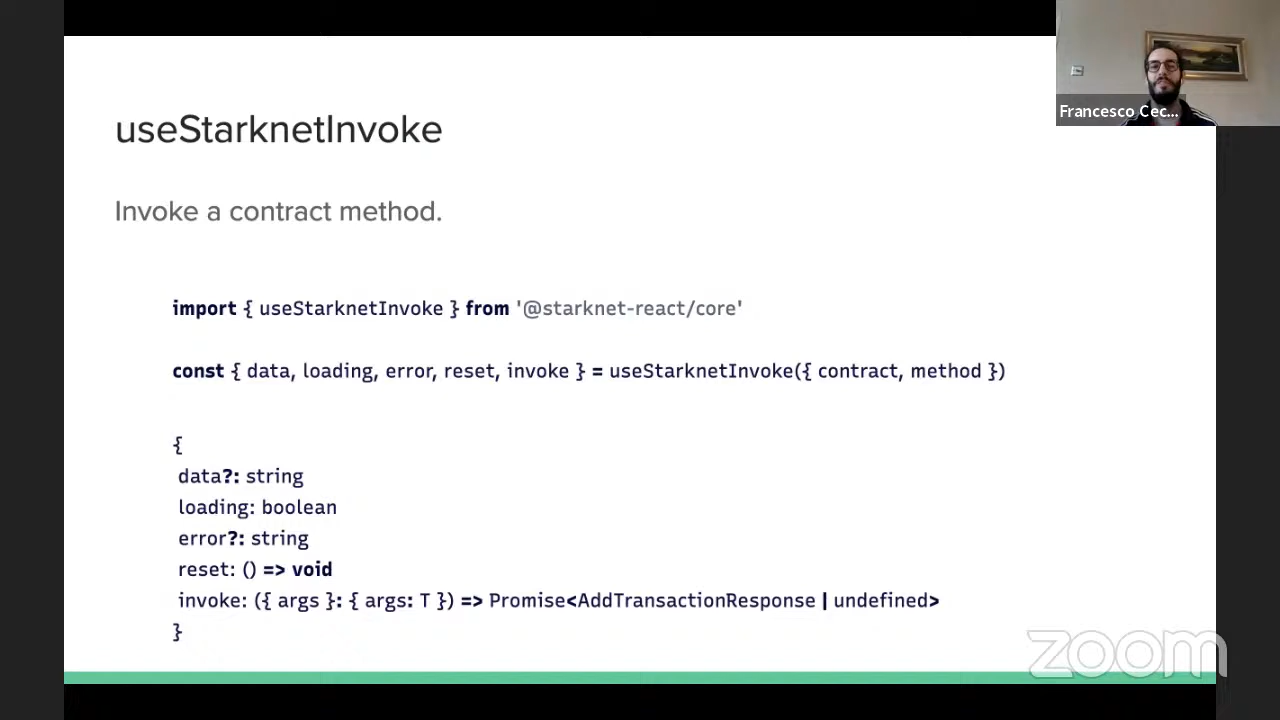 Francesco Cec...
useStarknetInvoke
Invoke a contract method.
import { useStarknetInvoke } from '@starknet-react/core'
const { data, loading, error, reset, invoke } = useStarknetInvoke({ contract, method })
{
data?: string
loading: boolean
error?: string
reset: () => void
invoke: ({ args }: { args: T }) => Promise<AddTransactionResponse | undefined>
}
zoom